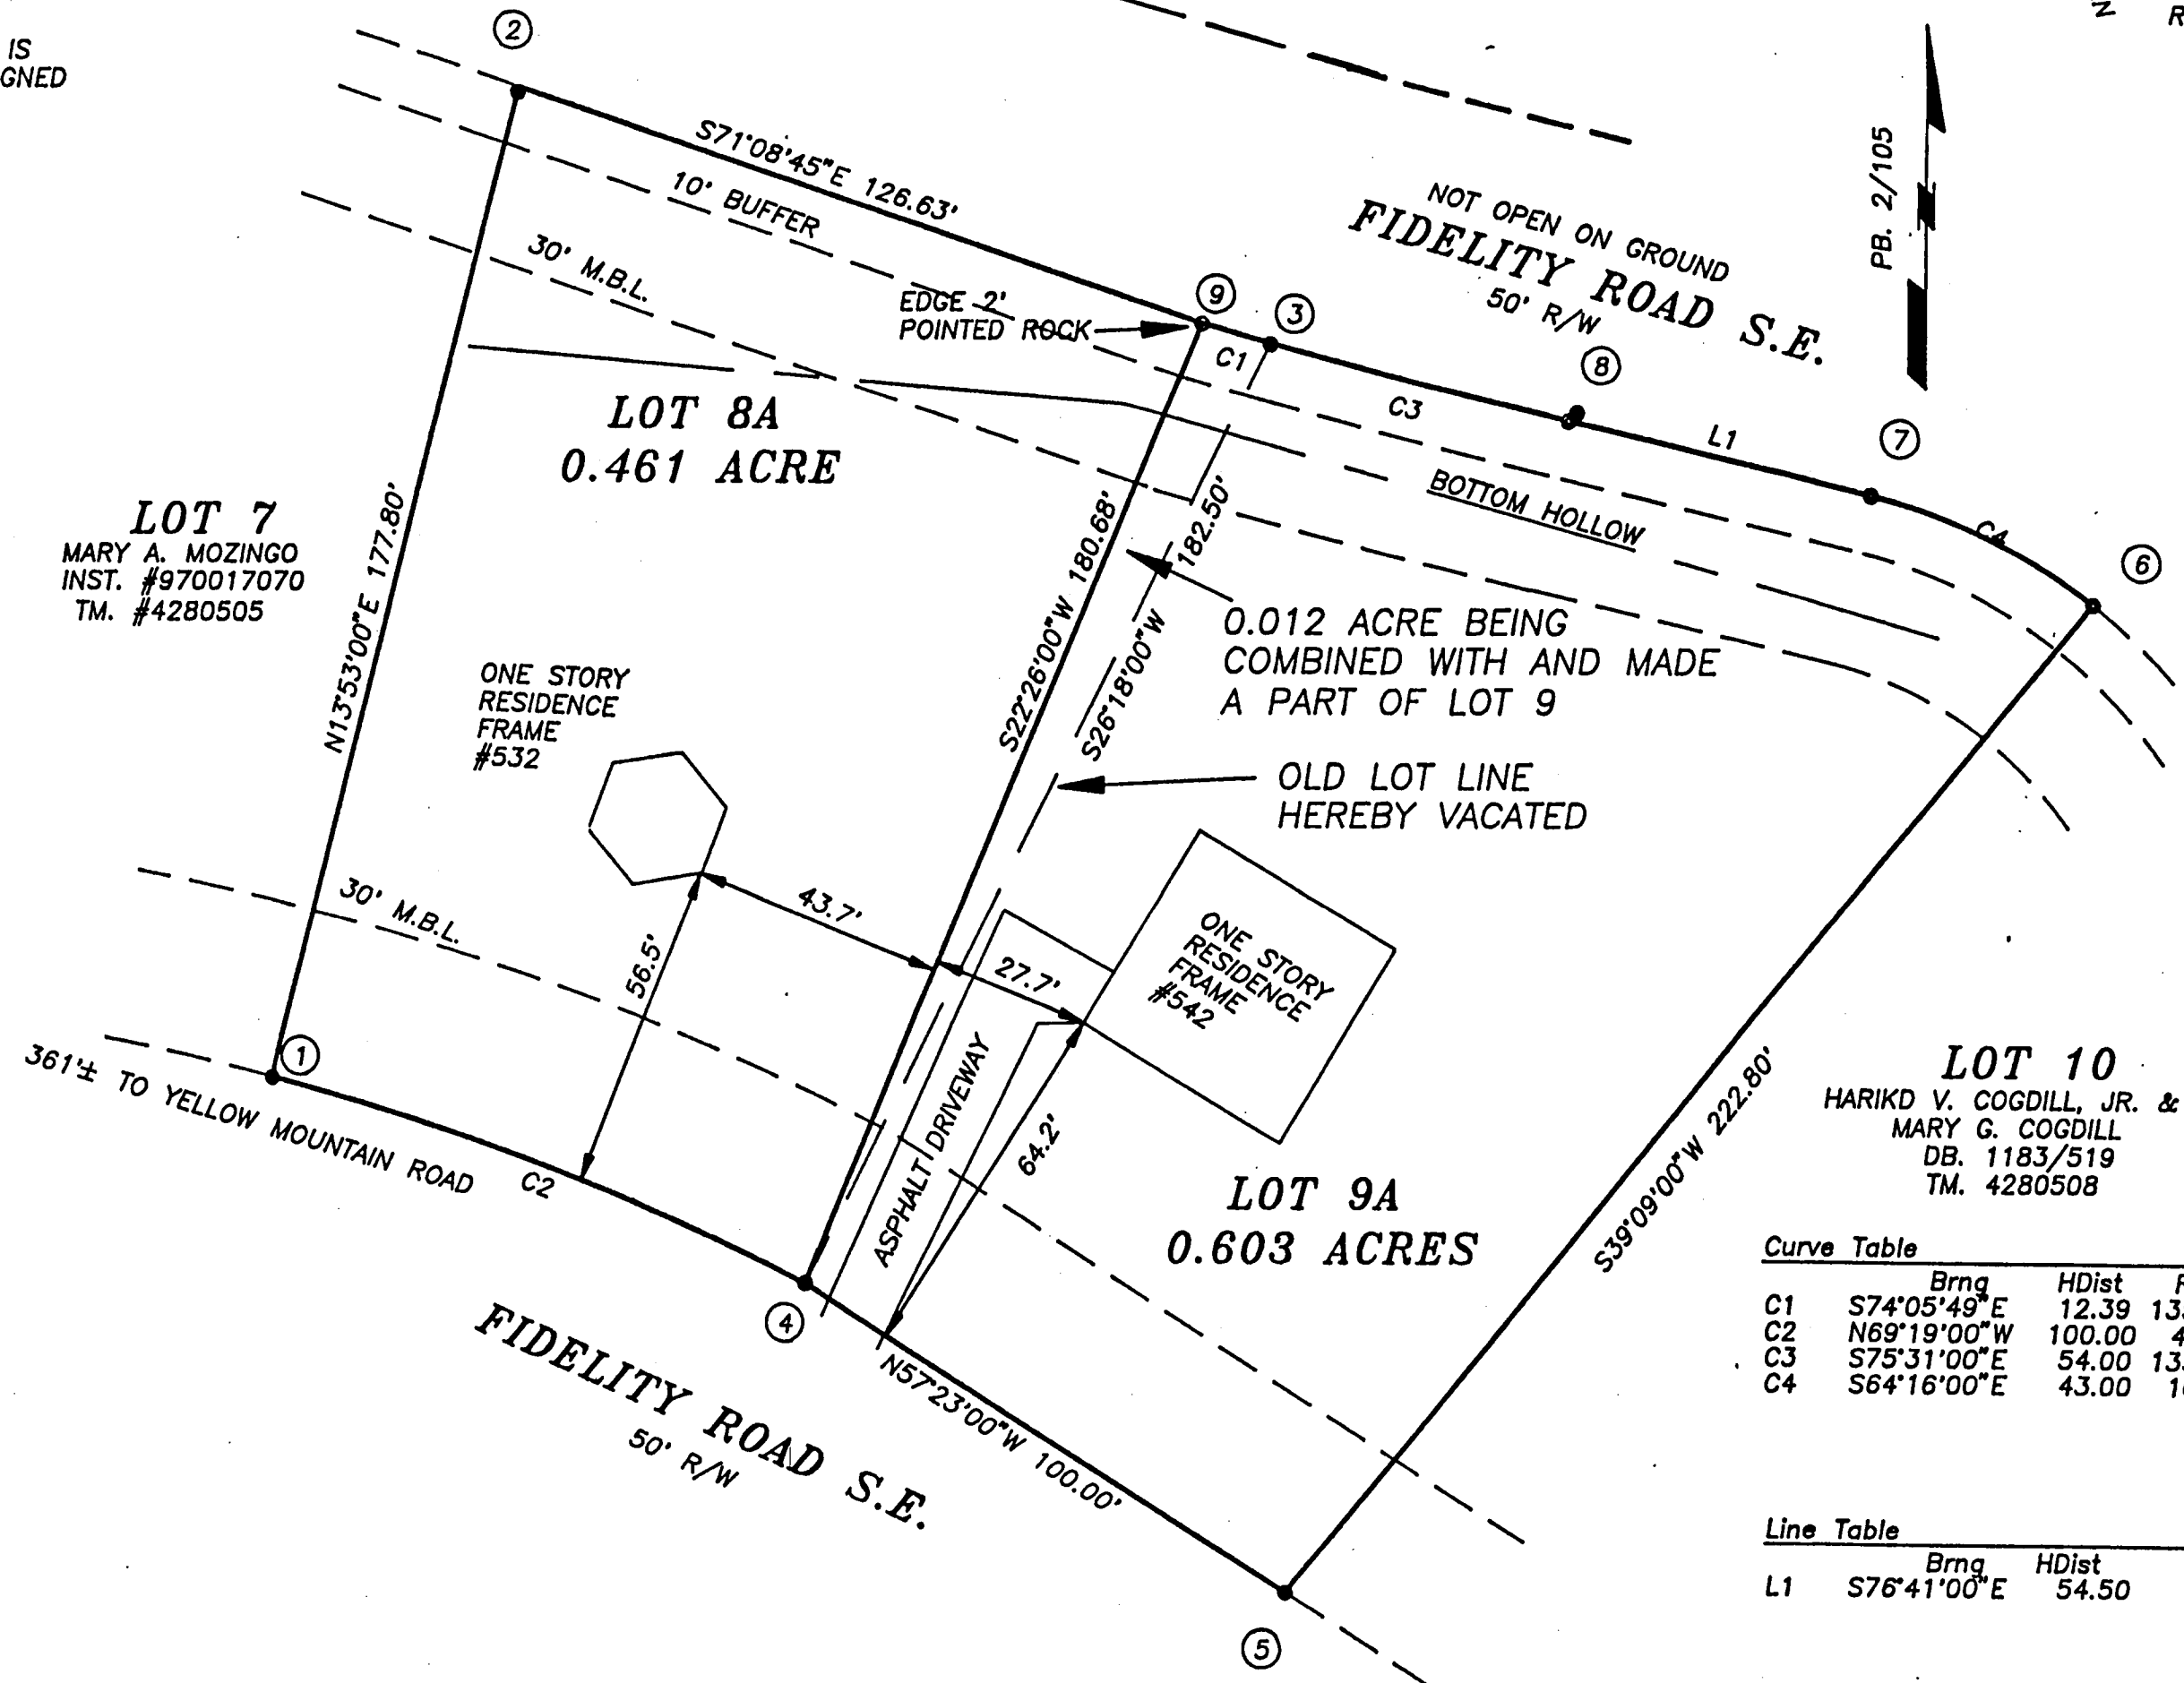 IS
GNED
②
S71°08'45"E 126.63'
10' BUFFER
30' M.B.L.
EDGE 2'
POINTED ROCK
⑨
③
C1
NOT OPEN ON GROUND
FIDELITY ROAD S.E.
50' R/W
⑧
C3
L1
⑦
C4
⑥
PB. 2/105
N
BOTTOM HOLLOW
LOT 8A
0.461 ACRE
LOT 7
MARY A. MOZINGO
INST. #970017070
TM. #4280505
N13°53'00"E 177.80'
S22°26'00"W 180.68'
S26°18'00"W 182.50'
0.012 ACRE BEING
COMBINED WITH AND MADE
A PART OF LOT 9
OLD LOT LINE
HEREBY VACATED
ONE STORY
RESIDENCE
FRAME
#532
43.7'
56.5'
30' M.B.L.
27.7'
ONE STORY
RESIDENCE
FRAME
#542
①
361'± TO YELLOW MOUNTAIN ROAD
C2
ASPHALT DRIVEWAY
64.2'
④
LOT 9A
0.603 ACRES
S39°09'00"W 222.80'
LOT 10
HARIKD V. COGDILL, JR. &
MARY G. COGDILL
DB. 1183/519
TM. 4280508
FIDELITY ROAD S.E.
50' R/W
N57°23'00"W 100.00'
⑤
Curve Table
Brng HDist
C1 S74°05'49"E 12.39 13
C2 N69°19'00"W 100.00 4
C3 S75°31'00"E 54.00 13
C4 S64°16'00"E 43.00 1
Line Table
Brng HDist
L1 S76°41'00"E 54.50